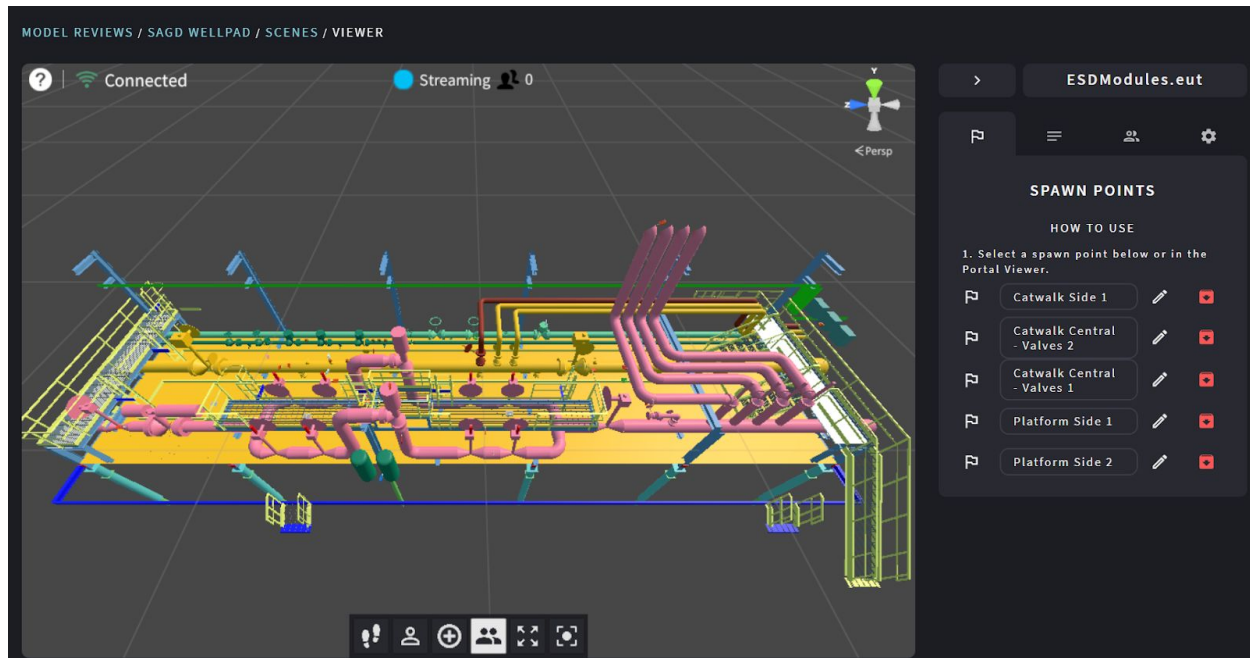 MODEL REVIEWS / SAGD WELLPAD / SCENES / VIEWER
? | Connected
Streaming 0
Y
Z
<Persp
> ESDModules.eut
SPAWN POINTS
HOW TO USE
1. Select a spawn point below or in the
Portal Viewer.
Catwalk Side 1
Catwalk Central
- Valves 2
Catwalk Central
- Valves 1
Platform Side 1
Platform Side 2